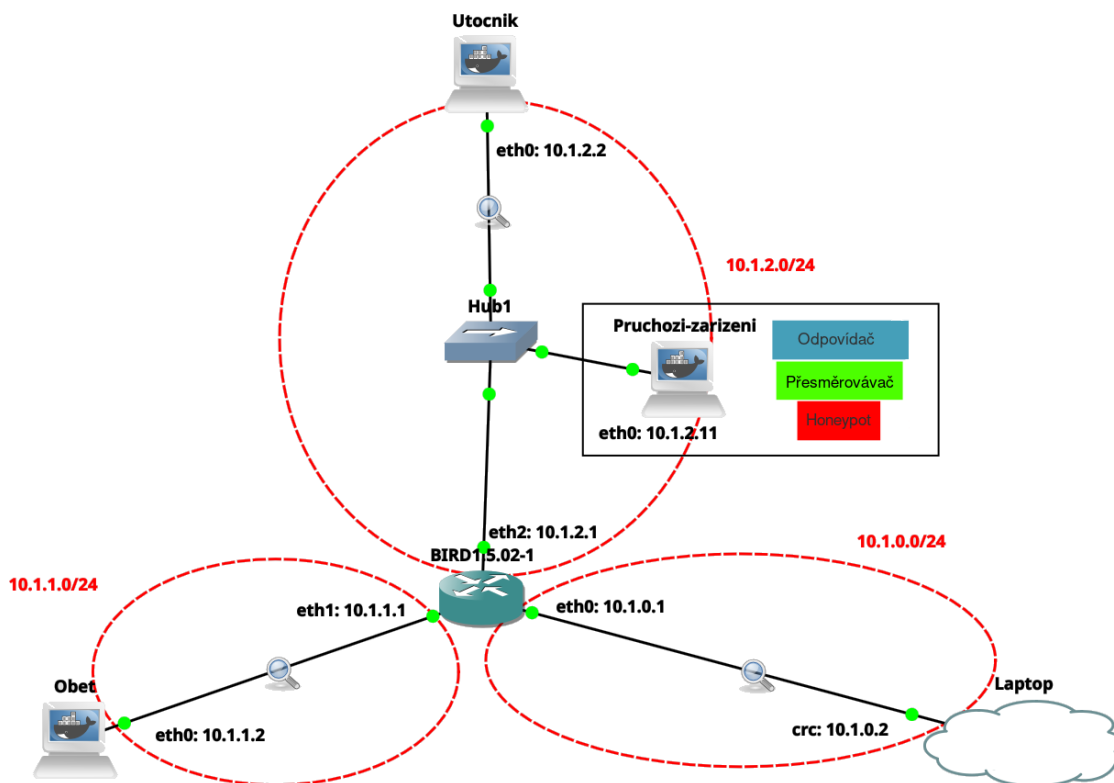 Utocnik
eth0: 10.1.2.2
10.1.2.0/24
Hub1
Pruchozi-zarizeni
Odpovídač
Přesměrovávač
Honeypot
eth0: 10.1.2.11
eth2: 10.1.2.1
BIRD1.5.02-1
10.1.0.0/24
10.1.1.0/24
eth1: 10.1.1.1
eth0: 10.1.0.1
Obet
Laptop
eth0: 10.1.1.2
crc: 10.1.0.2